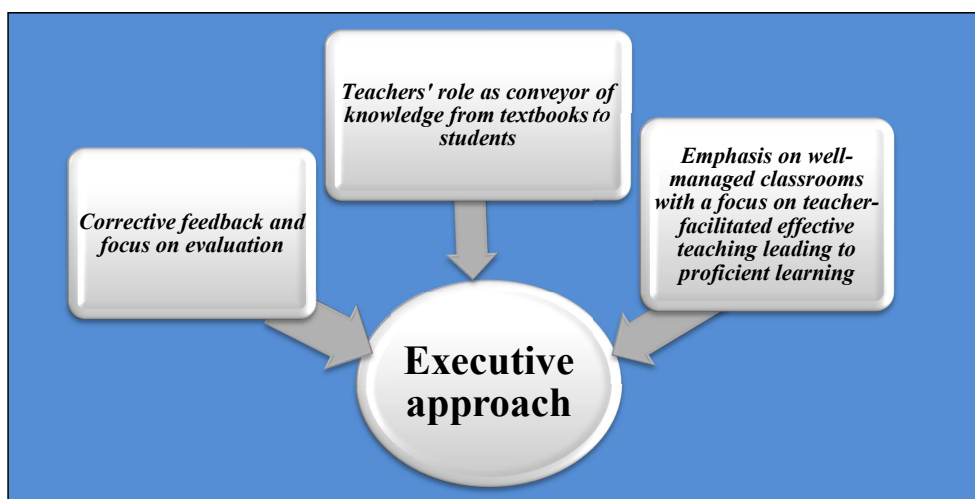 Teachers' role as conveyor of
knowledge from textbooks to
students
Corrective feedback and
focus on evaluation
Emphasis on well-
managed classrooms
with a focus on teacher-
facilitated effective
teaching leading to
proficient learning
Executive
approach